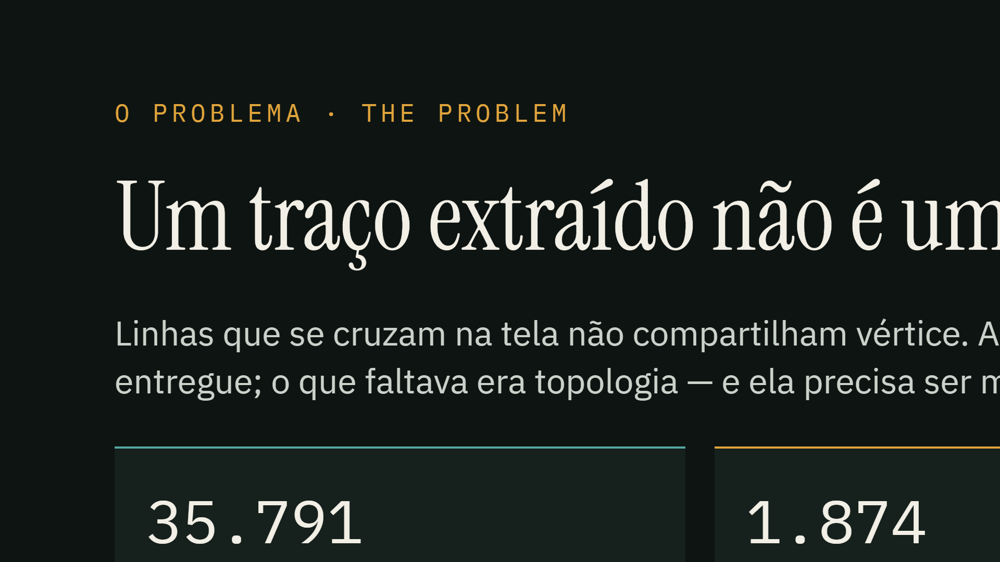 O PROBLEMA · THE PROBLEM
Um traço extraído não é um
Linhas que se cruzam na tela não compartilham vértice. A
entregue; o que faltava era topologia — e ela precisa ser
35.791
1.874